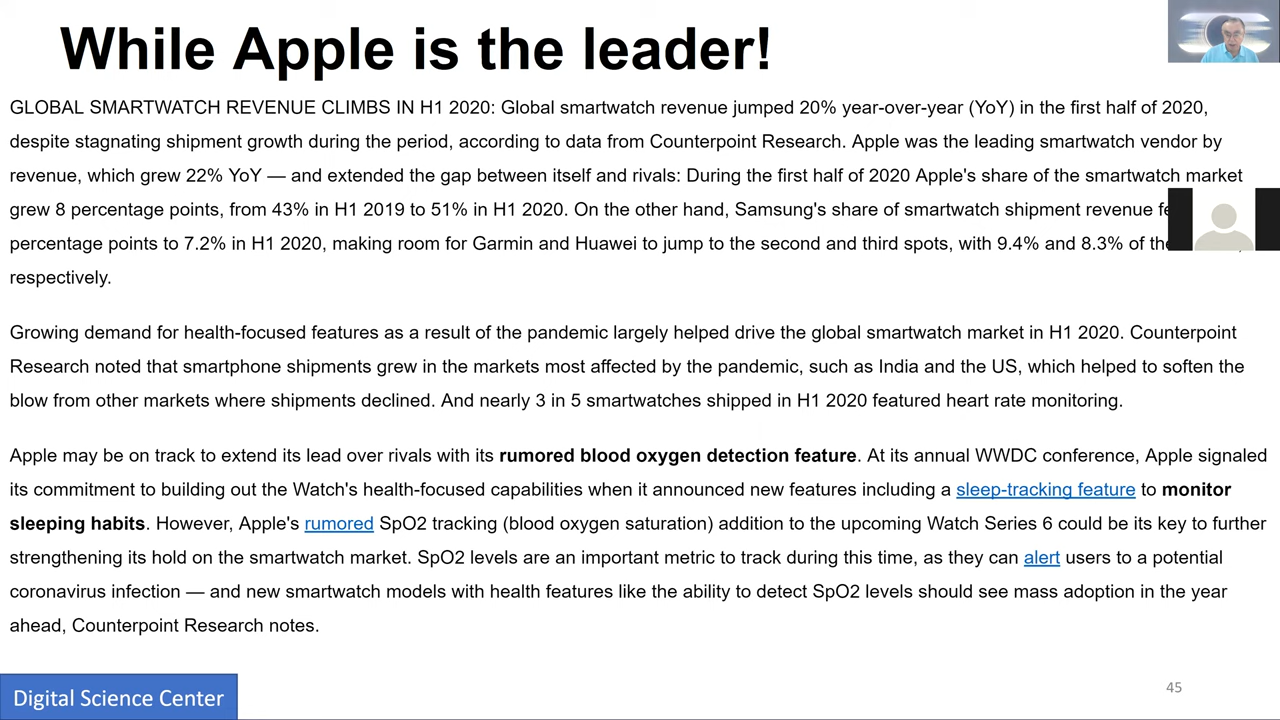 While Apple is the leader!
GLOBAL SMARTWATCH REVENUE CLIMBS IN H1 2020: Global smartwatch revenue jumped 20% year-over-year (YoY) in the first half of 2020,
despite stagnating shipment growth during the period, according to data from Counterpoint Research. Apple was the leading smartwatch vendor by
revenue, which grew 22% YoY — and extended the gap between itself and rivals: During the first half of 2020 Apple's share of the smartwatch market
grew 8 percentage points, from 43% in H1 2019 to 51% in H1 2020. On the other hand, Samsung's share of smartwatch shipment revenue
percentage points to 7.2% in H1 2020, making room for Garmin and Huawei to jump to the second and third spots, with 9.4% and 8.3% of
respectively.
Growing demand for health-focused features as a result of the pandemic largely helped drive the global smartwatch market in H1 2020. Counterpoint
Research noted that smartphone shipments grew in the markets most affected by the pandemic, such as India and the US, which helped to soften the
blow from other markets where shipments declined. And nearly 3 in 5 smartwatches shipped in H1 2020 featured heart rate monitoring.
Apple may be on track to extend its lead over rivals with its rumored blood oxygen detection feature. At its annual WWDC conference, Apple signaled
its commitment to building out the Watch's health-focused capabilities when it announced new features including a sleep-tracking feature to monitor
sleeping habits. However, Apple's rumored SpO2 tracking (blood oxygen saturation) addition to the upcoming Watch Series 6 could be its key to further
strengthening its hold on the smartwatch market. SpO2 levels are an important metric to track during this time, as they can alert users to a potential
coronavirus infection — and new smartwatch models with health features like the ability to detect SpO2 levels should see mass adoption in the year
ahead, Counterpoint Research notes.
Digital Science Center
45